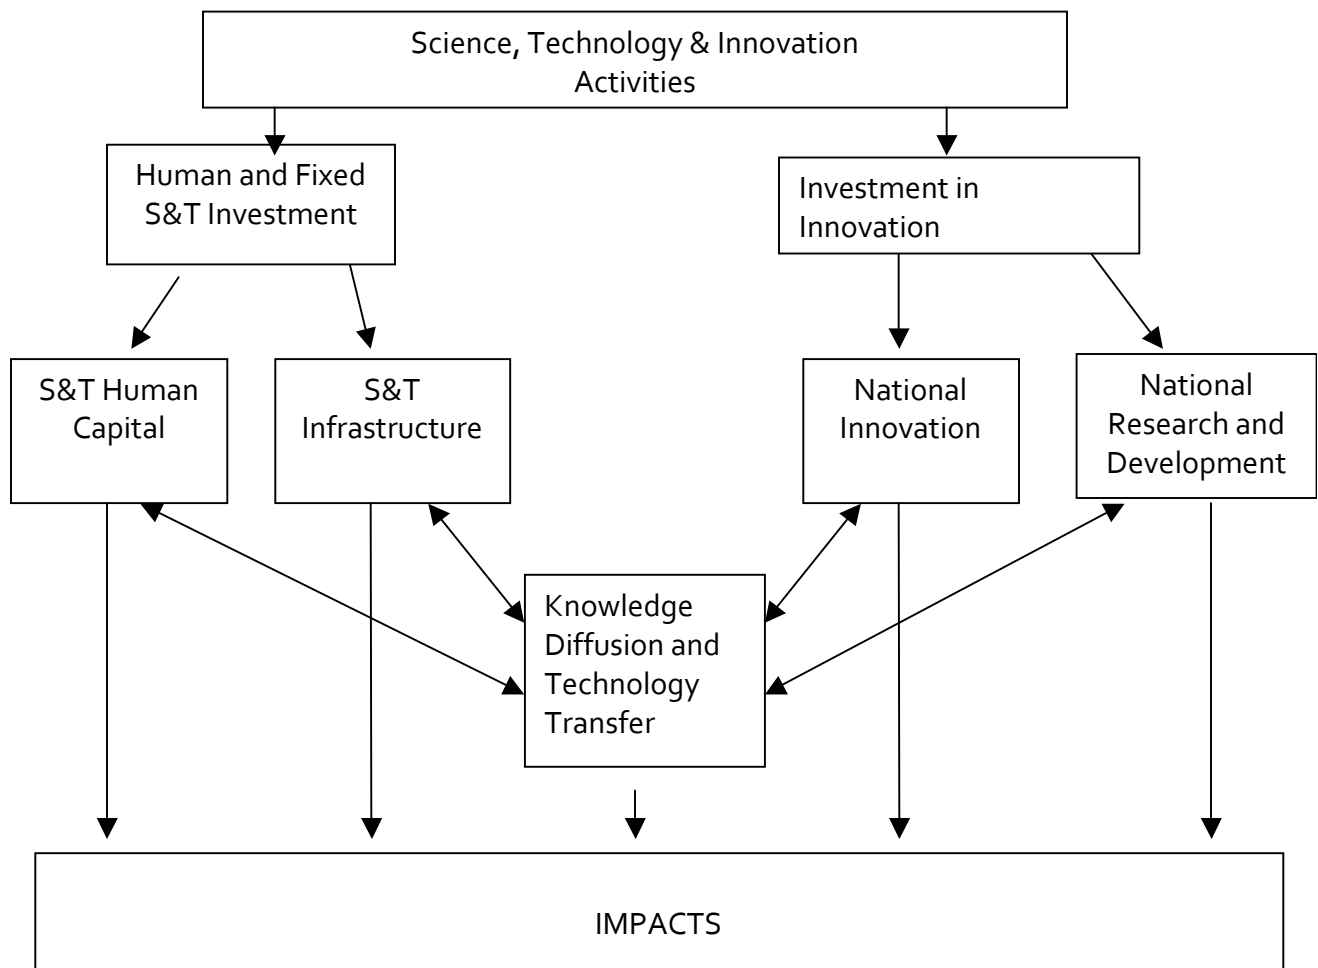 Science, Technology & Innovation
Activities
Human and Fixed
S&T Investment
Investment in
Innovation
S&T Human
Capital
S&T
Infrastructure
National
Innovation
National
Research and
Development
Knowledge
Diffusion and
Technology
Transfer
IMPACTS